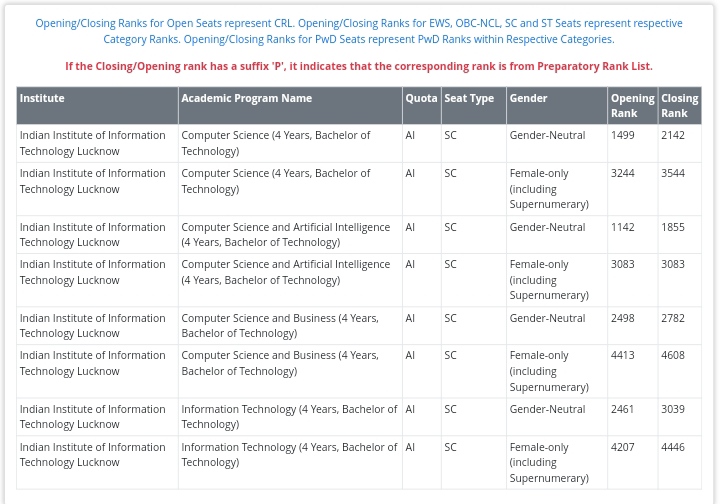 Opening/Closing Ranks for Open Seats represent CRL. Opening/Closing Ranks for EWS, OBC-NCL, SC and ST Seats represent respective
Category Ranks. Opening/Closing Ranks for PwD Seats represent PwD Ranks within Respective Categories.
If the Closing/Opening rank has a suffix 'P', it indicates that the corresponding rank is from Preparatory Rank List.
Institute Academic Program Name Quota Seat Type Gender Opening Closing
Rank Rank
Indian Institute of Information Computer Science (4 Years, Bachelor of AI SC Gender-Neutral 1499 2142
Technology Lucknow Technology)
Indian Institute of Information Computer Science (4 Years, Bachelor of AI SC Female-only 3244 3544
Technology Lucknow Technology) (including
Supernumerary)
Indian Institute of Information Computer Science and Artificial Intelligence AI SC Gender-Neutral 1142 1855
Technology Lucknow (4 Years, Bachelor of Technology)
Indian Institute of Information Computer Science and Artificial Intelligence AI SC Female-only 3083 3083
Technology Lucknow (4 Years, Bachelor of Technology) (including
Supernumerary)
Indian Institute of Information Computer Science and Business (4 Years, AI SC Gender-Neutral 2498 2782
Technology Lucknow Bachelor of Technology)
Indian Institute of Information Computer Science and Business (4 Years, AI SC Female-only 4413 4608
Technology Lucknow Bachelor of Technology) (including
Supernumerary)
Indian Institute of Information Information Technology (4 Years, Bachelor of AI SC Gender-Neutral 2461 3039
Technology Lucknow Technology)
Indian Institute of Information Information Technology (4 Years, Bachelor of AI SC Female-only 4207 4446
Technology Lucknow Technology) (including
Supernumerary)